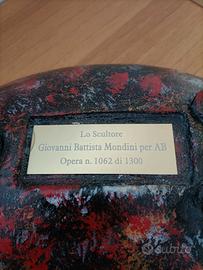 Lo Scultore
Giovanni Battista Mondini per AB
Opera n. 1062 di 1300
subito